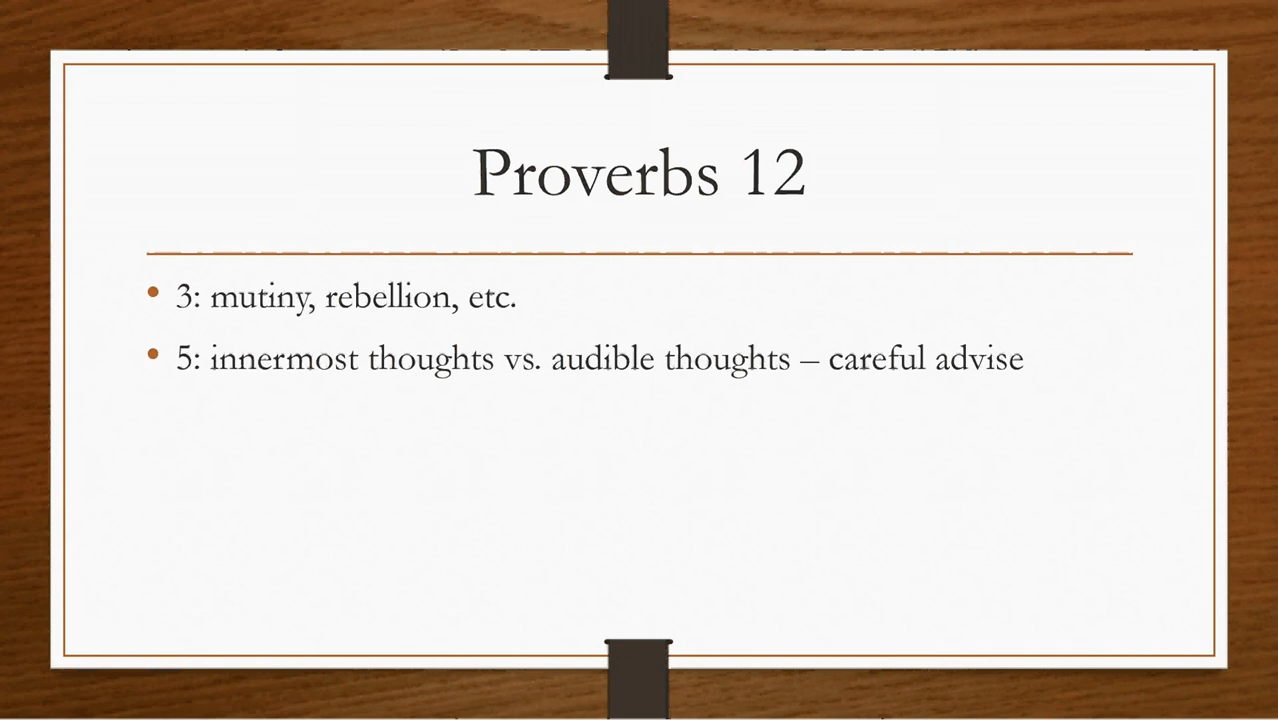 Proverbs 12
• 3: mutiny, rebellion, etc.
• 5: innermost thoughts vs. audible thoughts – careful advise